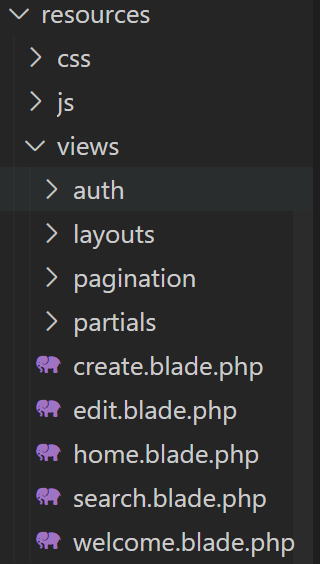 resources
css
js
views
auth
layouts
pagination
partials
create.blade.php
edit.blade.php
home.blade.php
search.blade.php
welcome.blade.php